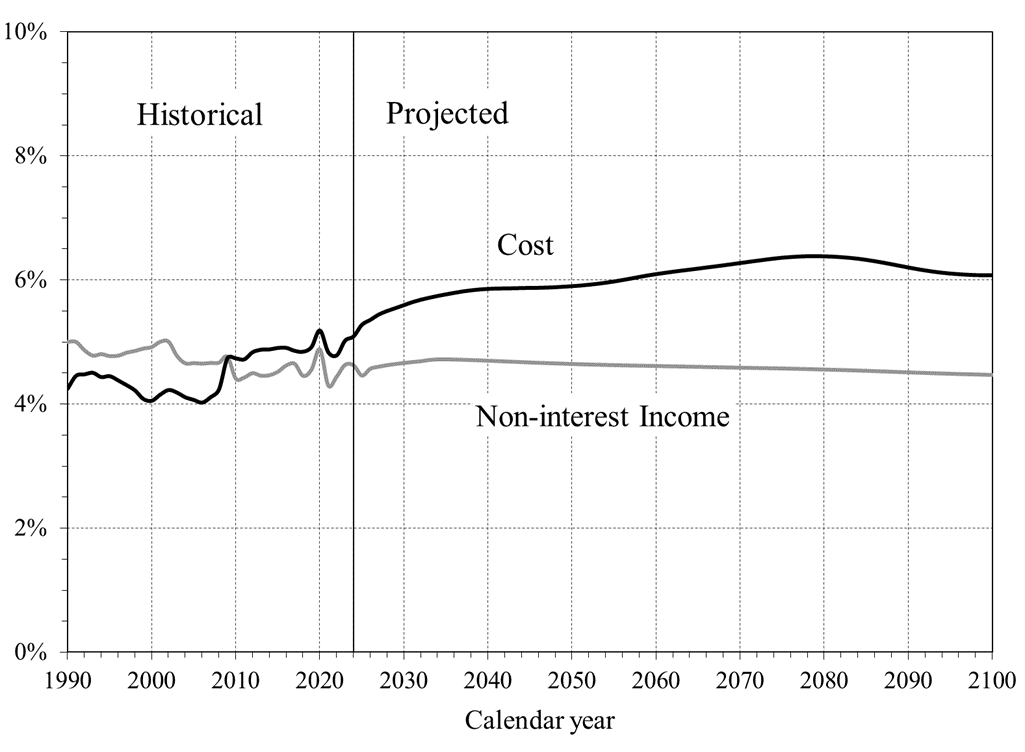 10%
Historical
Projected
8%
Cost
6%
4%
Non-interest Income
2%
0%
1990 2000 2010 2020 2030 2040 2050 2060 2070 2080 2090 2100
Calendar year